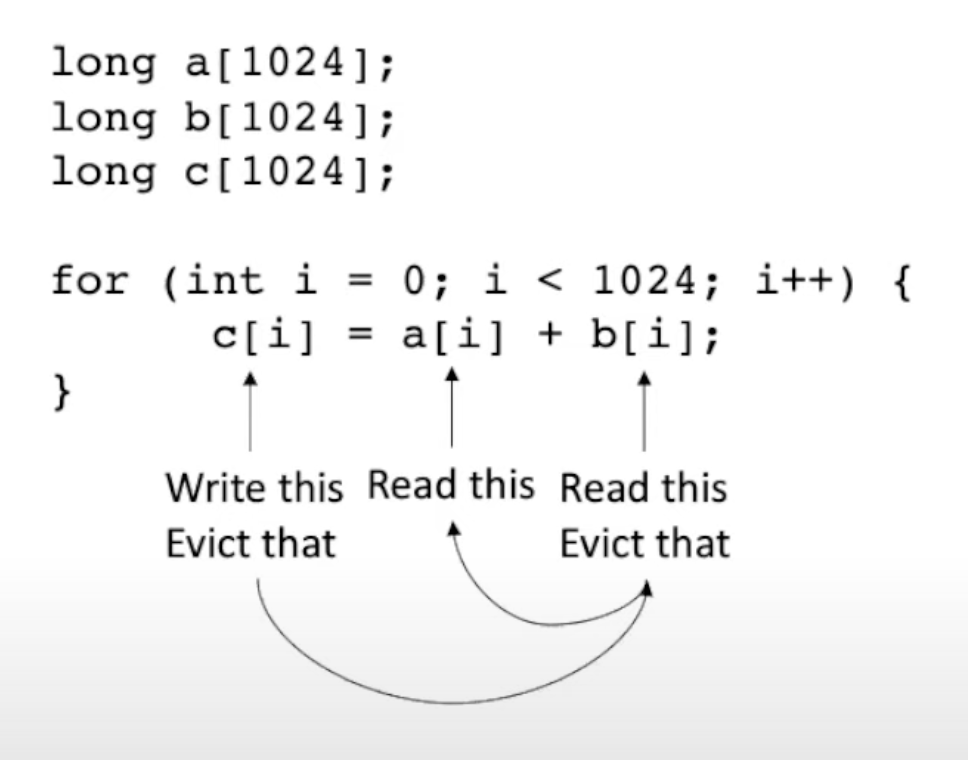 long a[1024];
long b[1024];
long c[1024];
for (int i = 0; i < 1024; i++) {
c[i] = a[i] + b[i];
}
Write this
Evict that
Read this
Read this
Evict that